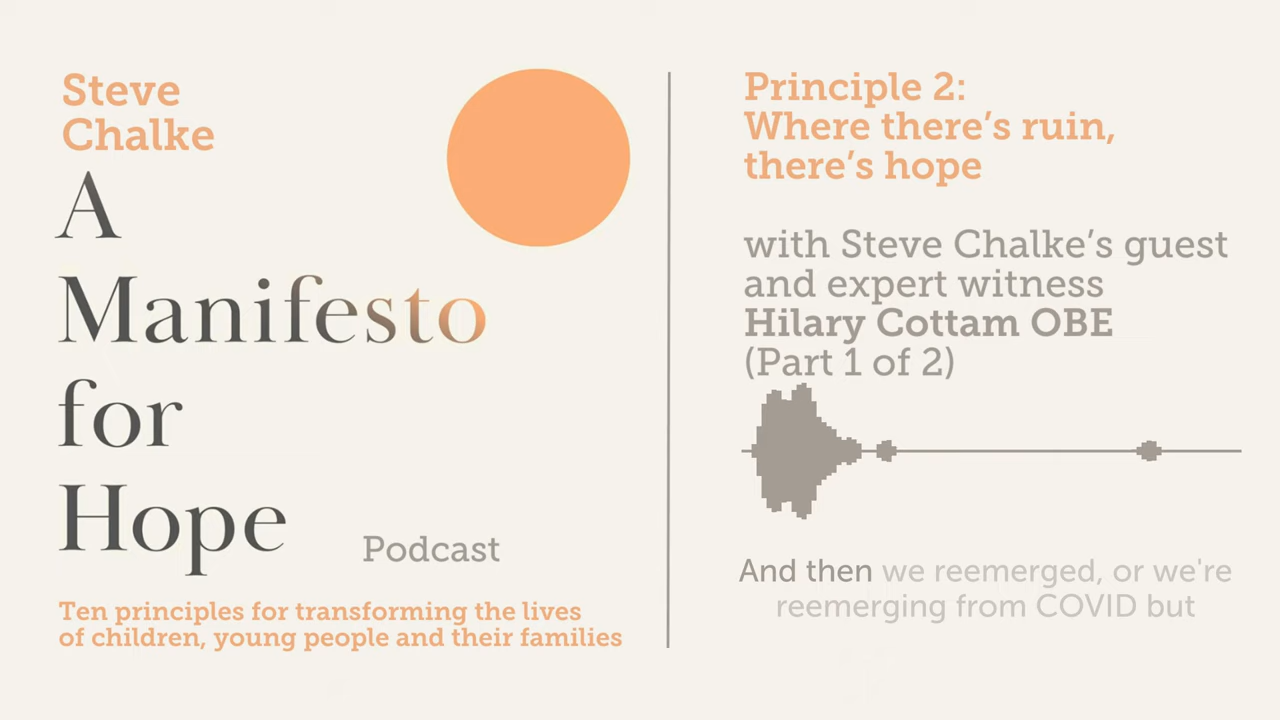 Steve
Chalke
A
Manifesto
for
Hope
Podcast
Ten principles for transforming the lives
of children, young people and their families
Principle 2:
Where there’s ruin,
there’s hope
with Steve Chalke’s guest
and expert witness
Hilary Cottam OBE
(Part 1 of 2)
And then we reemerged, or we're
reemerging from COVID but